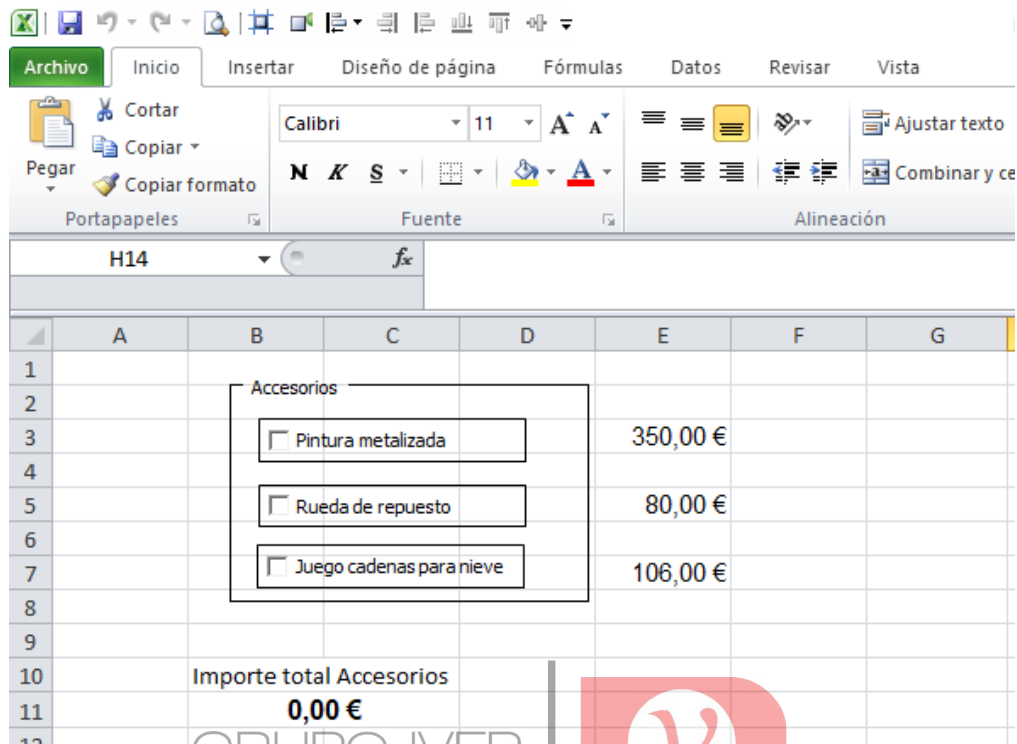 Archivo Inicio Insertar Diseño de página Fórmulas Datos Revisar Vista
Cortar
Copiar
Copiar formato
Pegar
Calibri 11 A A
N K S A
Ajustar texto
Combinar y ce
Portapapeles Fuente Alineación
H14 fx
A B C D E F G
1
2 Accesorios
3 Pintura metalizada 350,00 €
4
5 Rueda de repuesto 80,00 €
6
7 Juego cadenas para nieve 106,00 €
8
9
10 Importe total Accesorios
11 0,00 €
12 GRUPO IVER